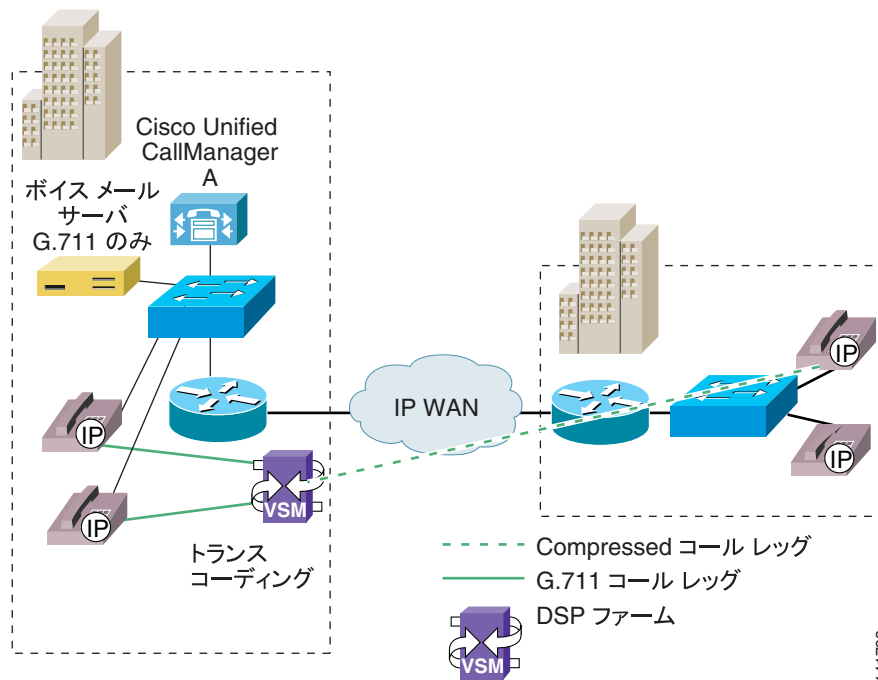 Cisco Unified
CallManager
A
ボイス メール
サーバ
G.711 のみ
IP
IP
VSM
トランス
コーディング
IP WAN
IP
IP
Compressed コール レッグ
G.711 コール レッグ
DSP ファーム
VSM